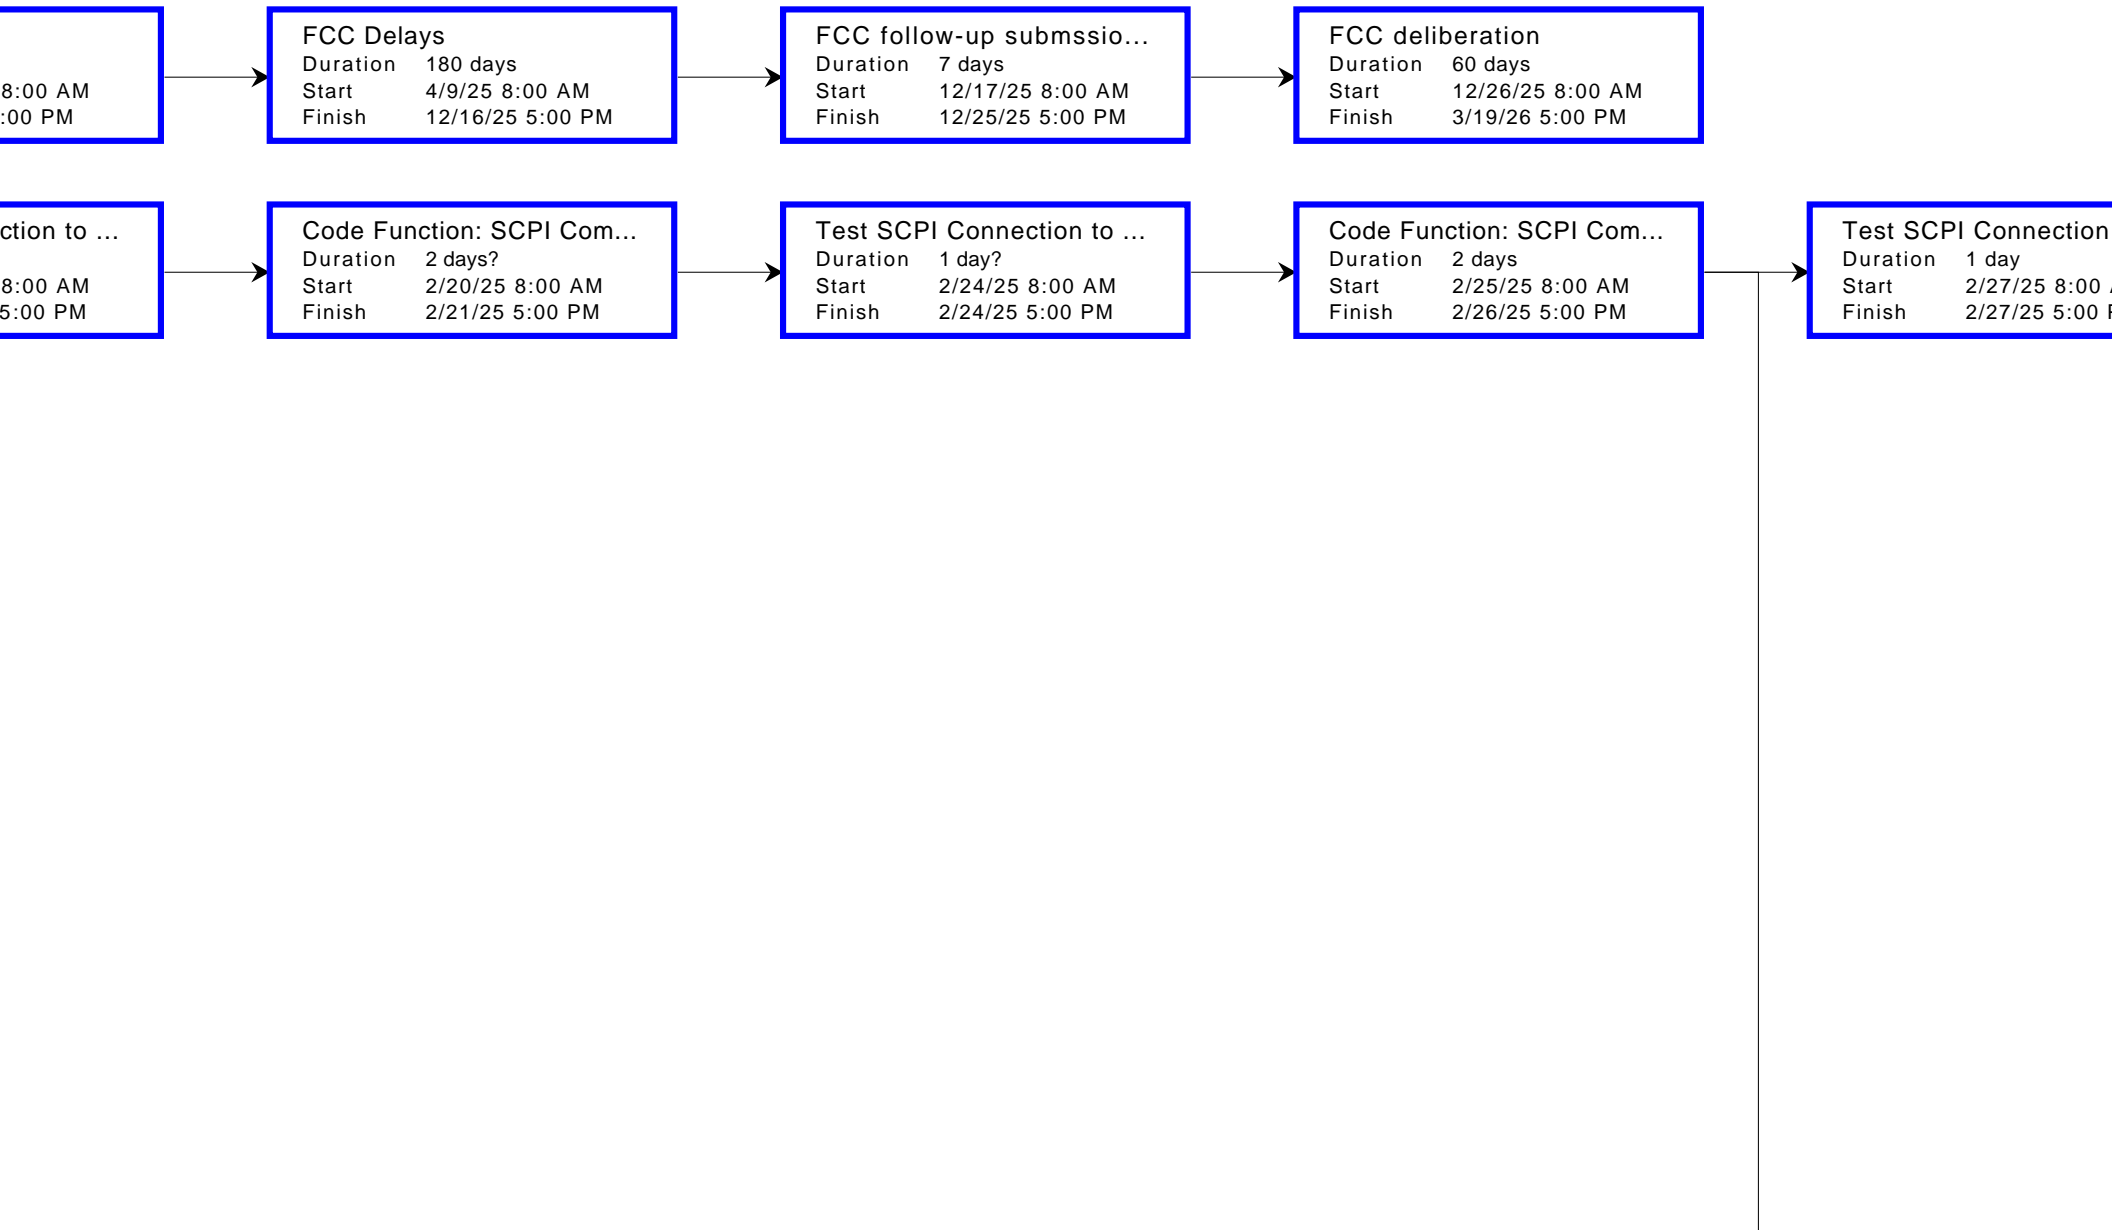 8:00 AM
:00 PM
FCC Delays
Duration 180 days
Start 4/9/25 8:00 AM
Finish 12/16/25 5:00 PM
FCC follow-up submssio...
Duration 7 days
Start 12/17/25 8:00 AM
Finish 12/25/25 5:00 PM
FCC deliberation
Duration 60 days
Start 12/26/25 8:00 AM
Finish 3/19/26 5:00 PM
ction to ...
8:00 AM
5:00 PM
Code Function: SCPI Com...
Duration 2 days?
Start 2/20/25 8:00 AM
Finish 2/21/25 5:00 PM
Test SCPI Connection to ...
Duration 1 day?
Start 2/24/25 8:00 AM
Finish 2/24/25 5:00 PM
Code Function: SCPI Com...
Duration 2 days
Start 2/25/25 8:00 AM
Finish 2/26/25 5:00 PM
Test SCPI Connection
Duration 1 day
Start 2/27/25 8:00
Finish 2/27/25 5:00